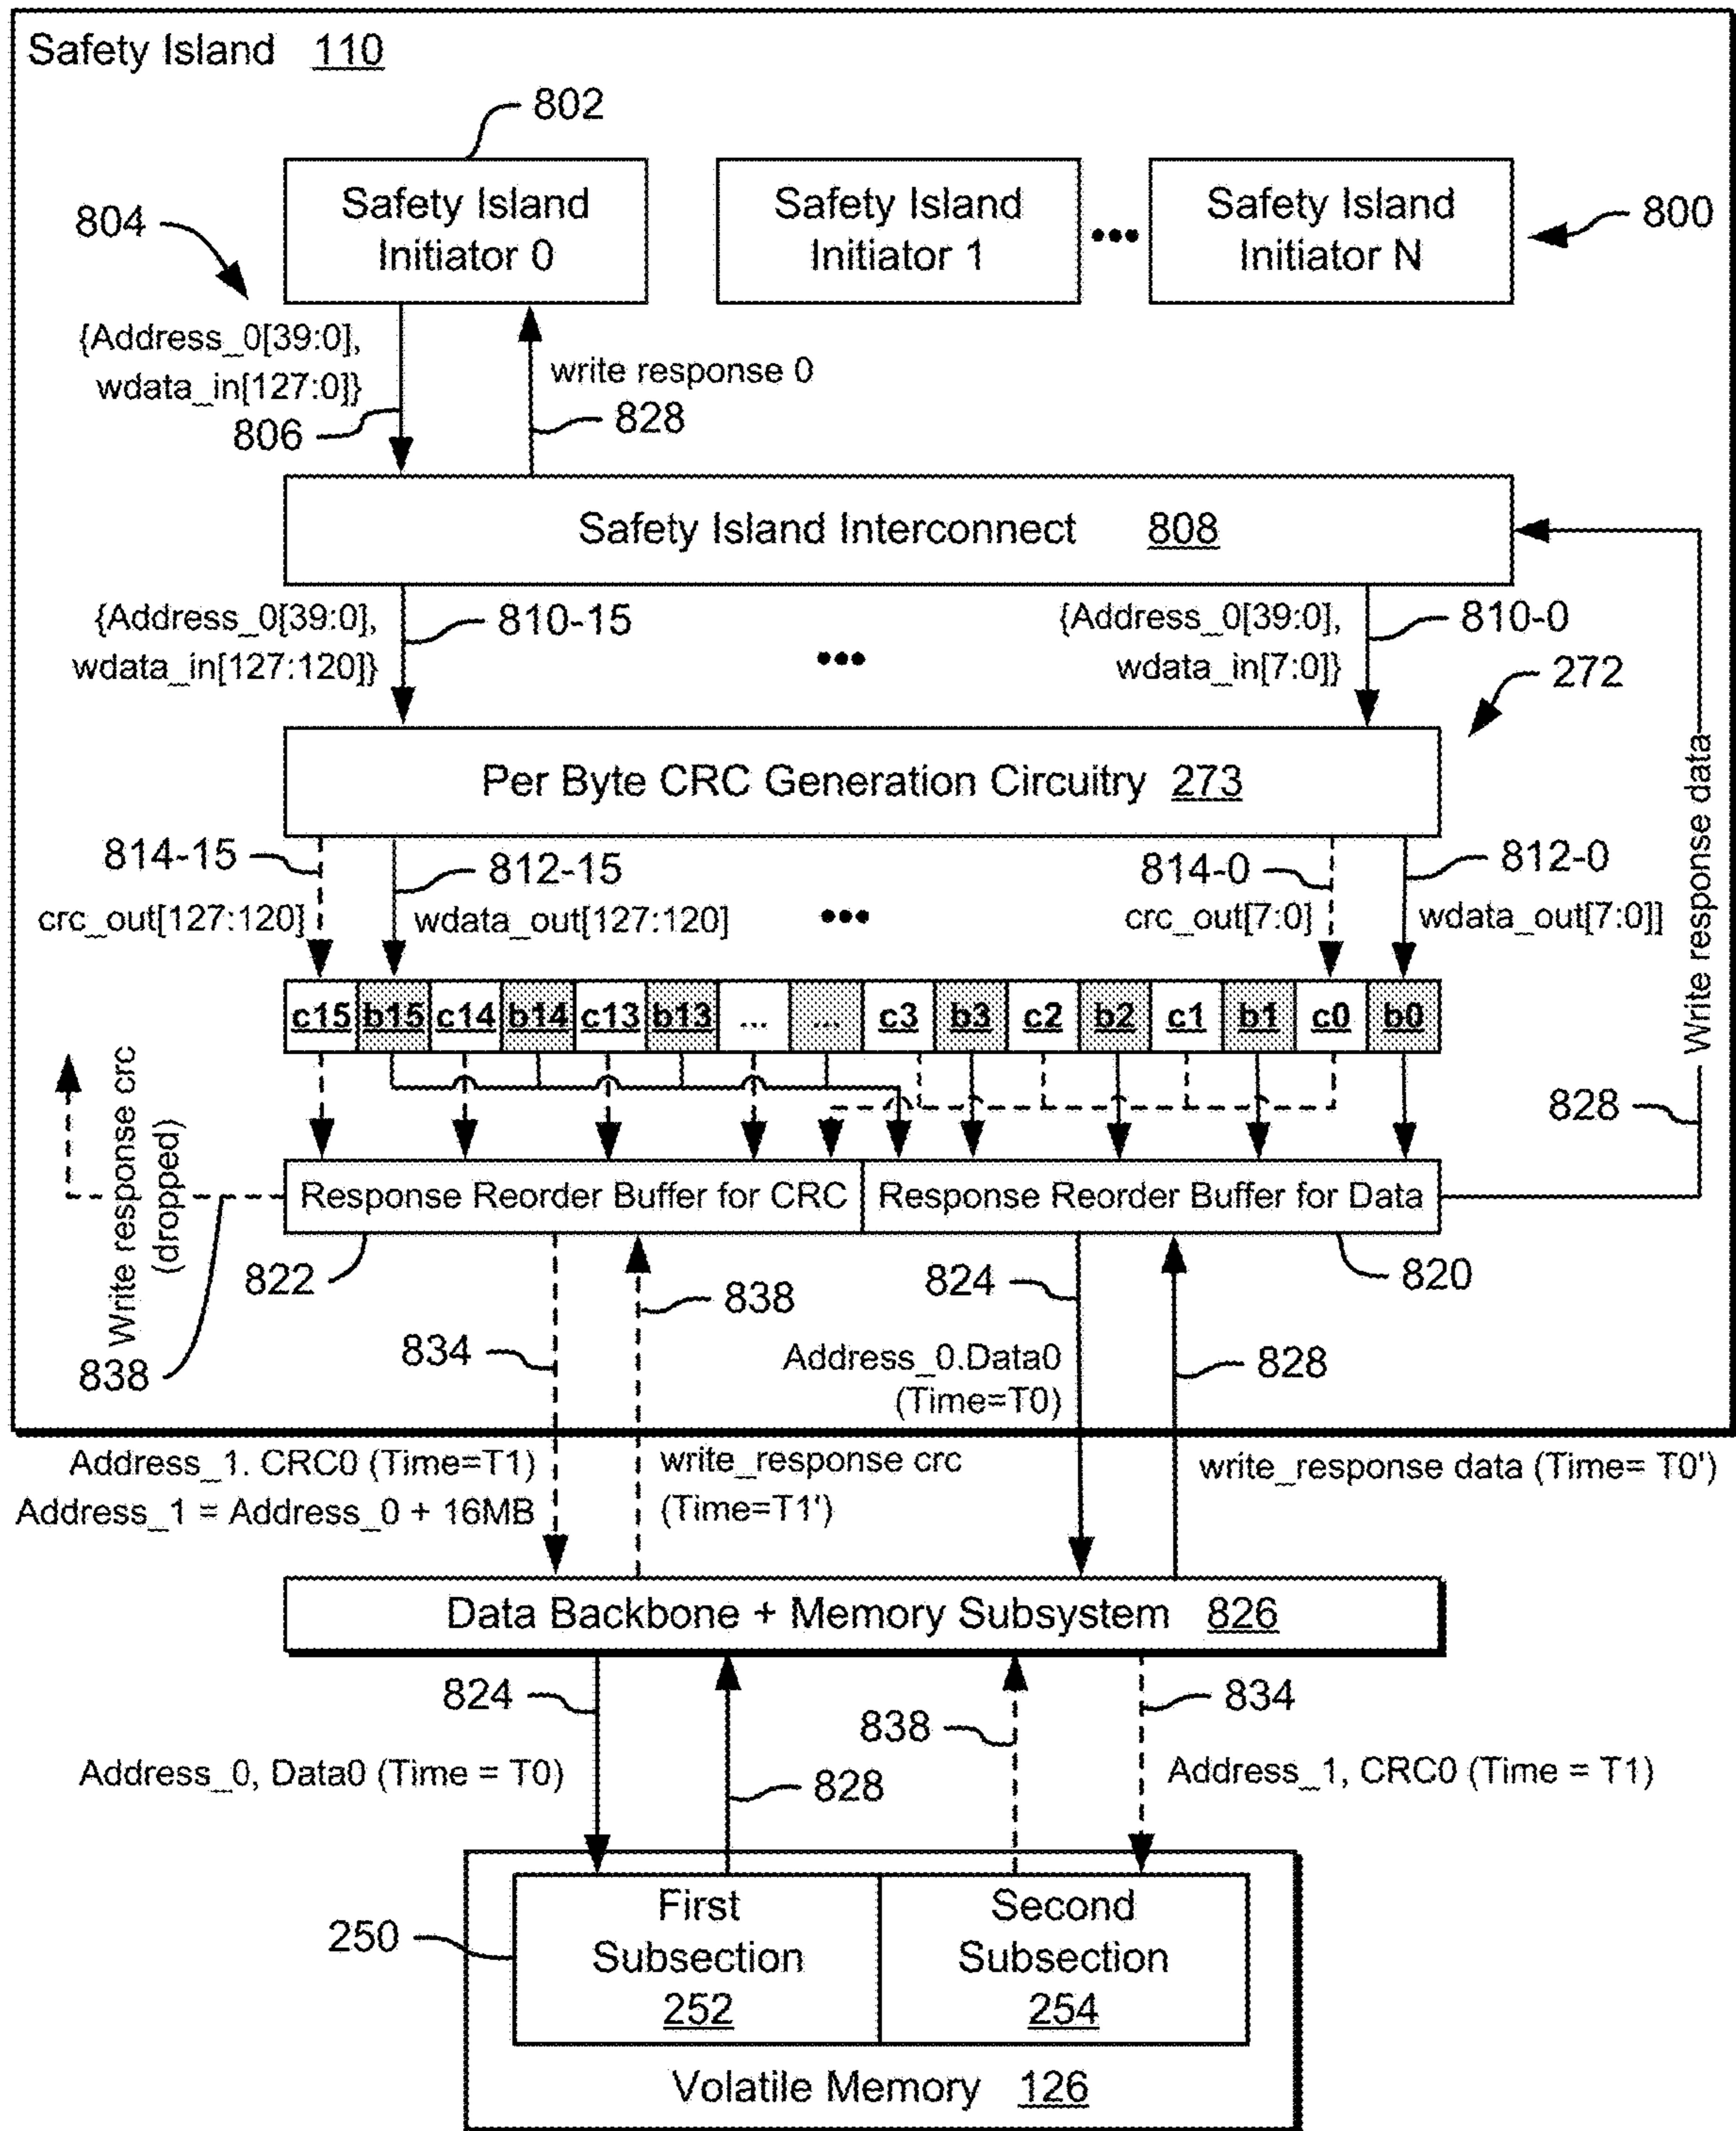 Safety Island 110
802
Safety Island
Initiator 0
Safety Island
Initiator 1
•••
Safety Island
Initiator N
800
804
{Address_0[39:0],
wdata_in[127:0]}
806
write response 0
828
Safety Island Interconnect 808
{Address_0[39:0],
wdata_in[127:120]}
810-15
•••
{Address_0[39:0],
wdata_in[7:0]}
810-0
272
Per Byte CRC Generation Circuitry 273
Write response data
814-15
crc_out[127:120]
812-15
wdata_out[127:120]
•••
814-0
crc_out[7:0]
812-0
wdata_out[7:0]]
c15 b15 c14 b14 c13 b13 ... ... c3 b3 c2 b2 c1 b1 c0 b0
828
Write response crc
(dropped)
Response Reorder Buffer for CRC
Response Reorder Buffer for Data
822
820
838
834
838
824
Address_0.Data0
(Time=T0)
828
Address_1. CRC0 (Time=T1)
Address_1 = Address_0 + 16MB
write_response crc
(Time=T1')
write_response data (Time= T0')
Data Backbone + Memory Subsystem 826
824
Address_0, Data0 (Time = T0)
828
838
834
Address_1, CRC0 (Time = T1)
250
First
Subsection
252
Second
Subsection
254
Volatile Memory 126